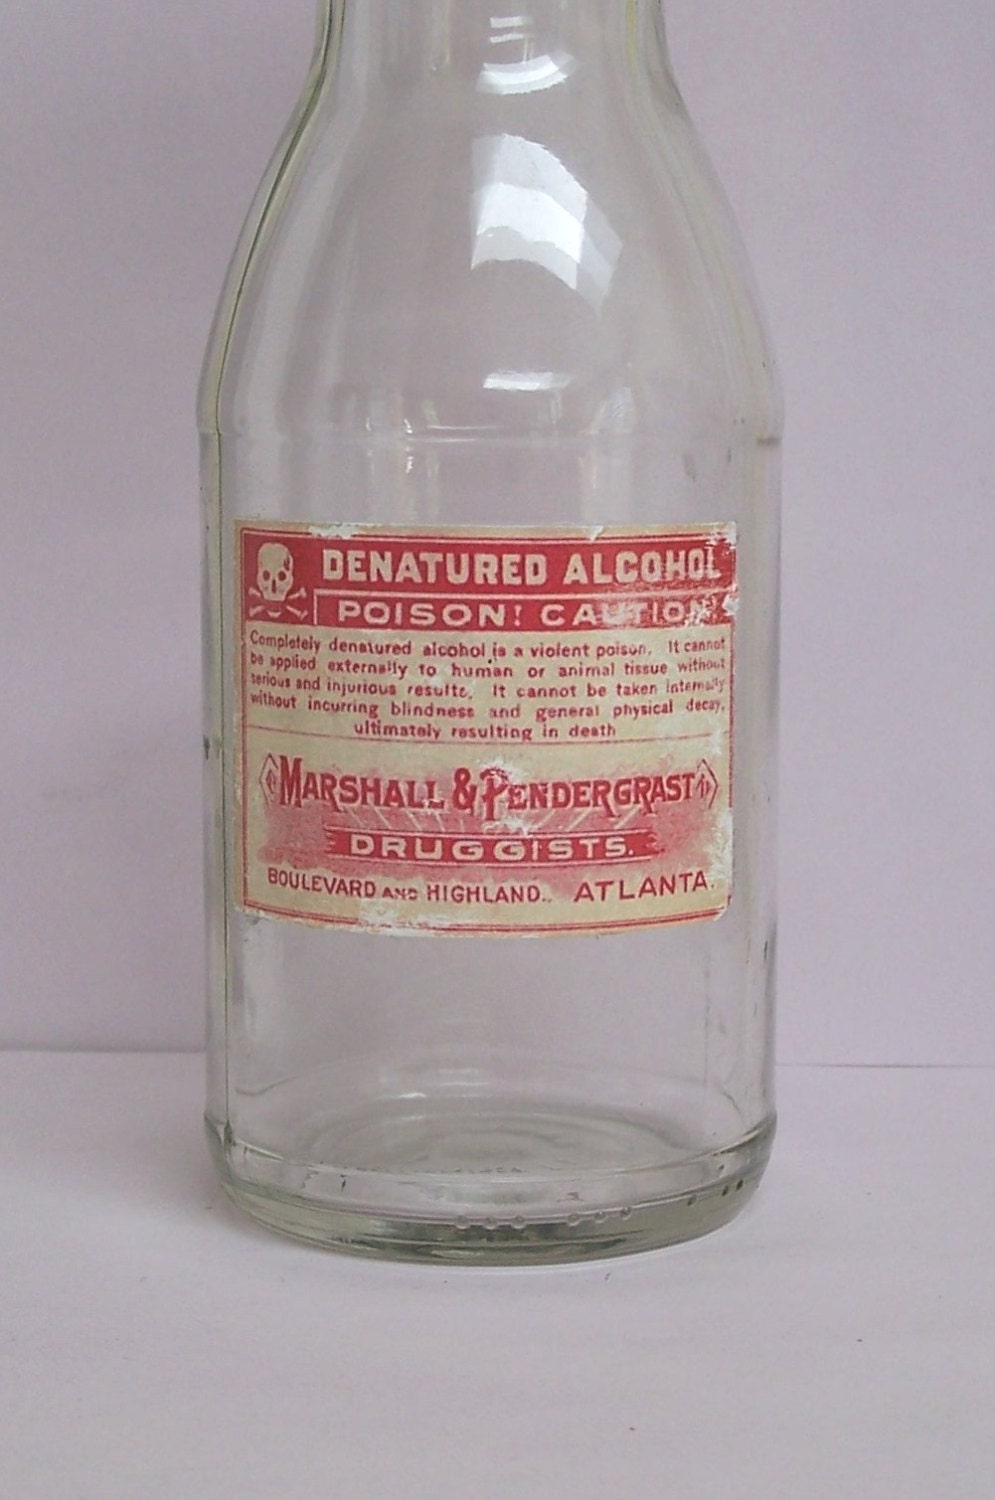 DENATURED ALCOHOL
POISON! CAUTION!
Completely denatured alcohol is a violent poison. It cannot
be applied externally to human or animal tissue without
serious and injurious results. It cannot be taken internally
without incurring blindness and general physical decay,
ultimately resulting in death
MARSHALL & PENDERGRAST
DRUGGISTS.
BOULEVARD AND HIGHLAND. ATLANTA.